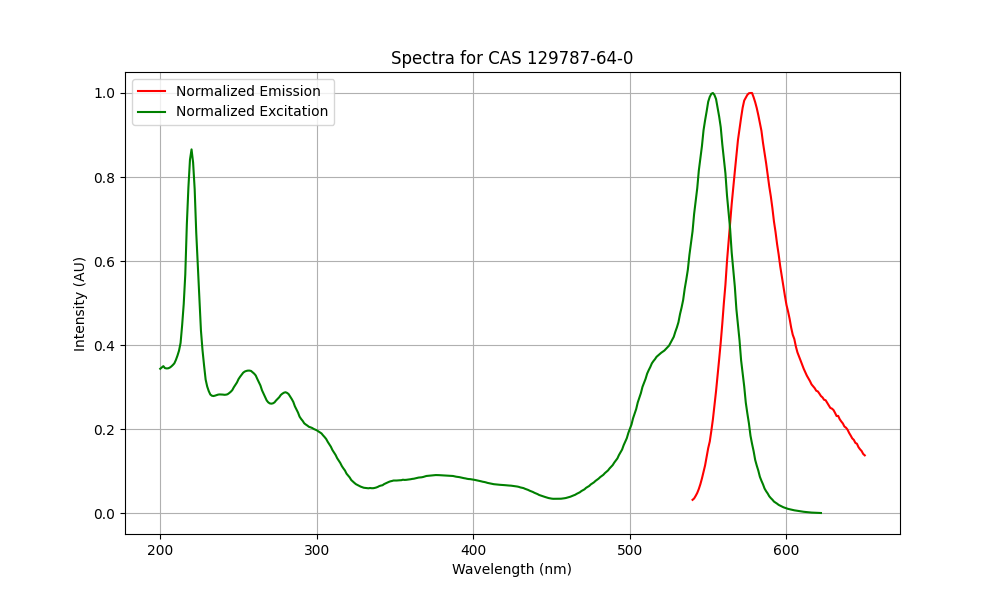 Spectra for CAS 129787-64-0
Normalized Emission
Normalized Excitation
1.0
0.8
0.6
0.4
0.2
0.0
Intensity (AU)
200 300 400 500 600
Wavelength (nm)